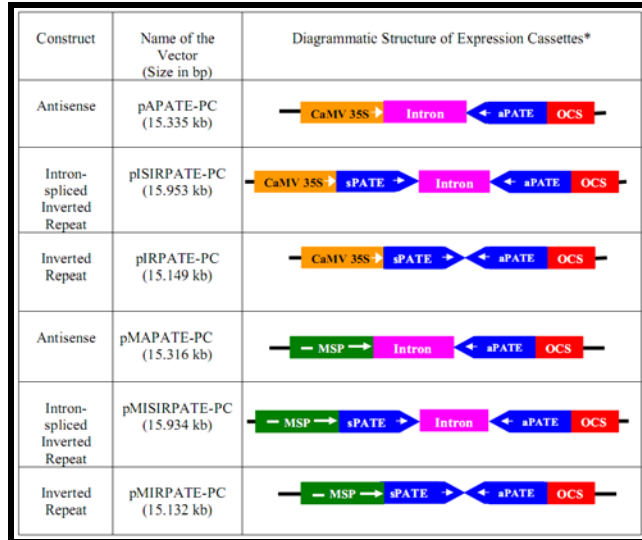 Construct
Name of the
Vector
(Size in bp)
Diagrammatic Structure of Expression Cassettes*
Antisense
pAPATE-PC
(15.335 kb)
CaMV 35S Intron aPATE OCS
Intron-
spliced
Inverted
Repeat
pISIRPATE-PC
(15.953 kb)
CaMV 35S sPATE Intron aPATE OCS
Inverted
Repeat
pIRPATE-PC
(15.149 kb)
CaMV 35S sPATE aPATE OCS
Antisense
pMAPATE-PC
(15.316 kb)
MSP Intron aPATE OCS
Intron-
spliced
Inverted
Repeat
pMISIRPATE-PC
(15.934 kb)
MSP sPATE Intron aPATE OCS
Inverted
Repeat
pMIRPATE-PC
(15.132 kb)
MSP sPATE aPATE OCS